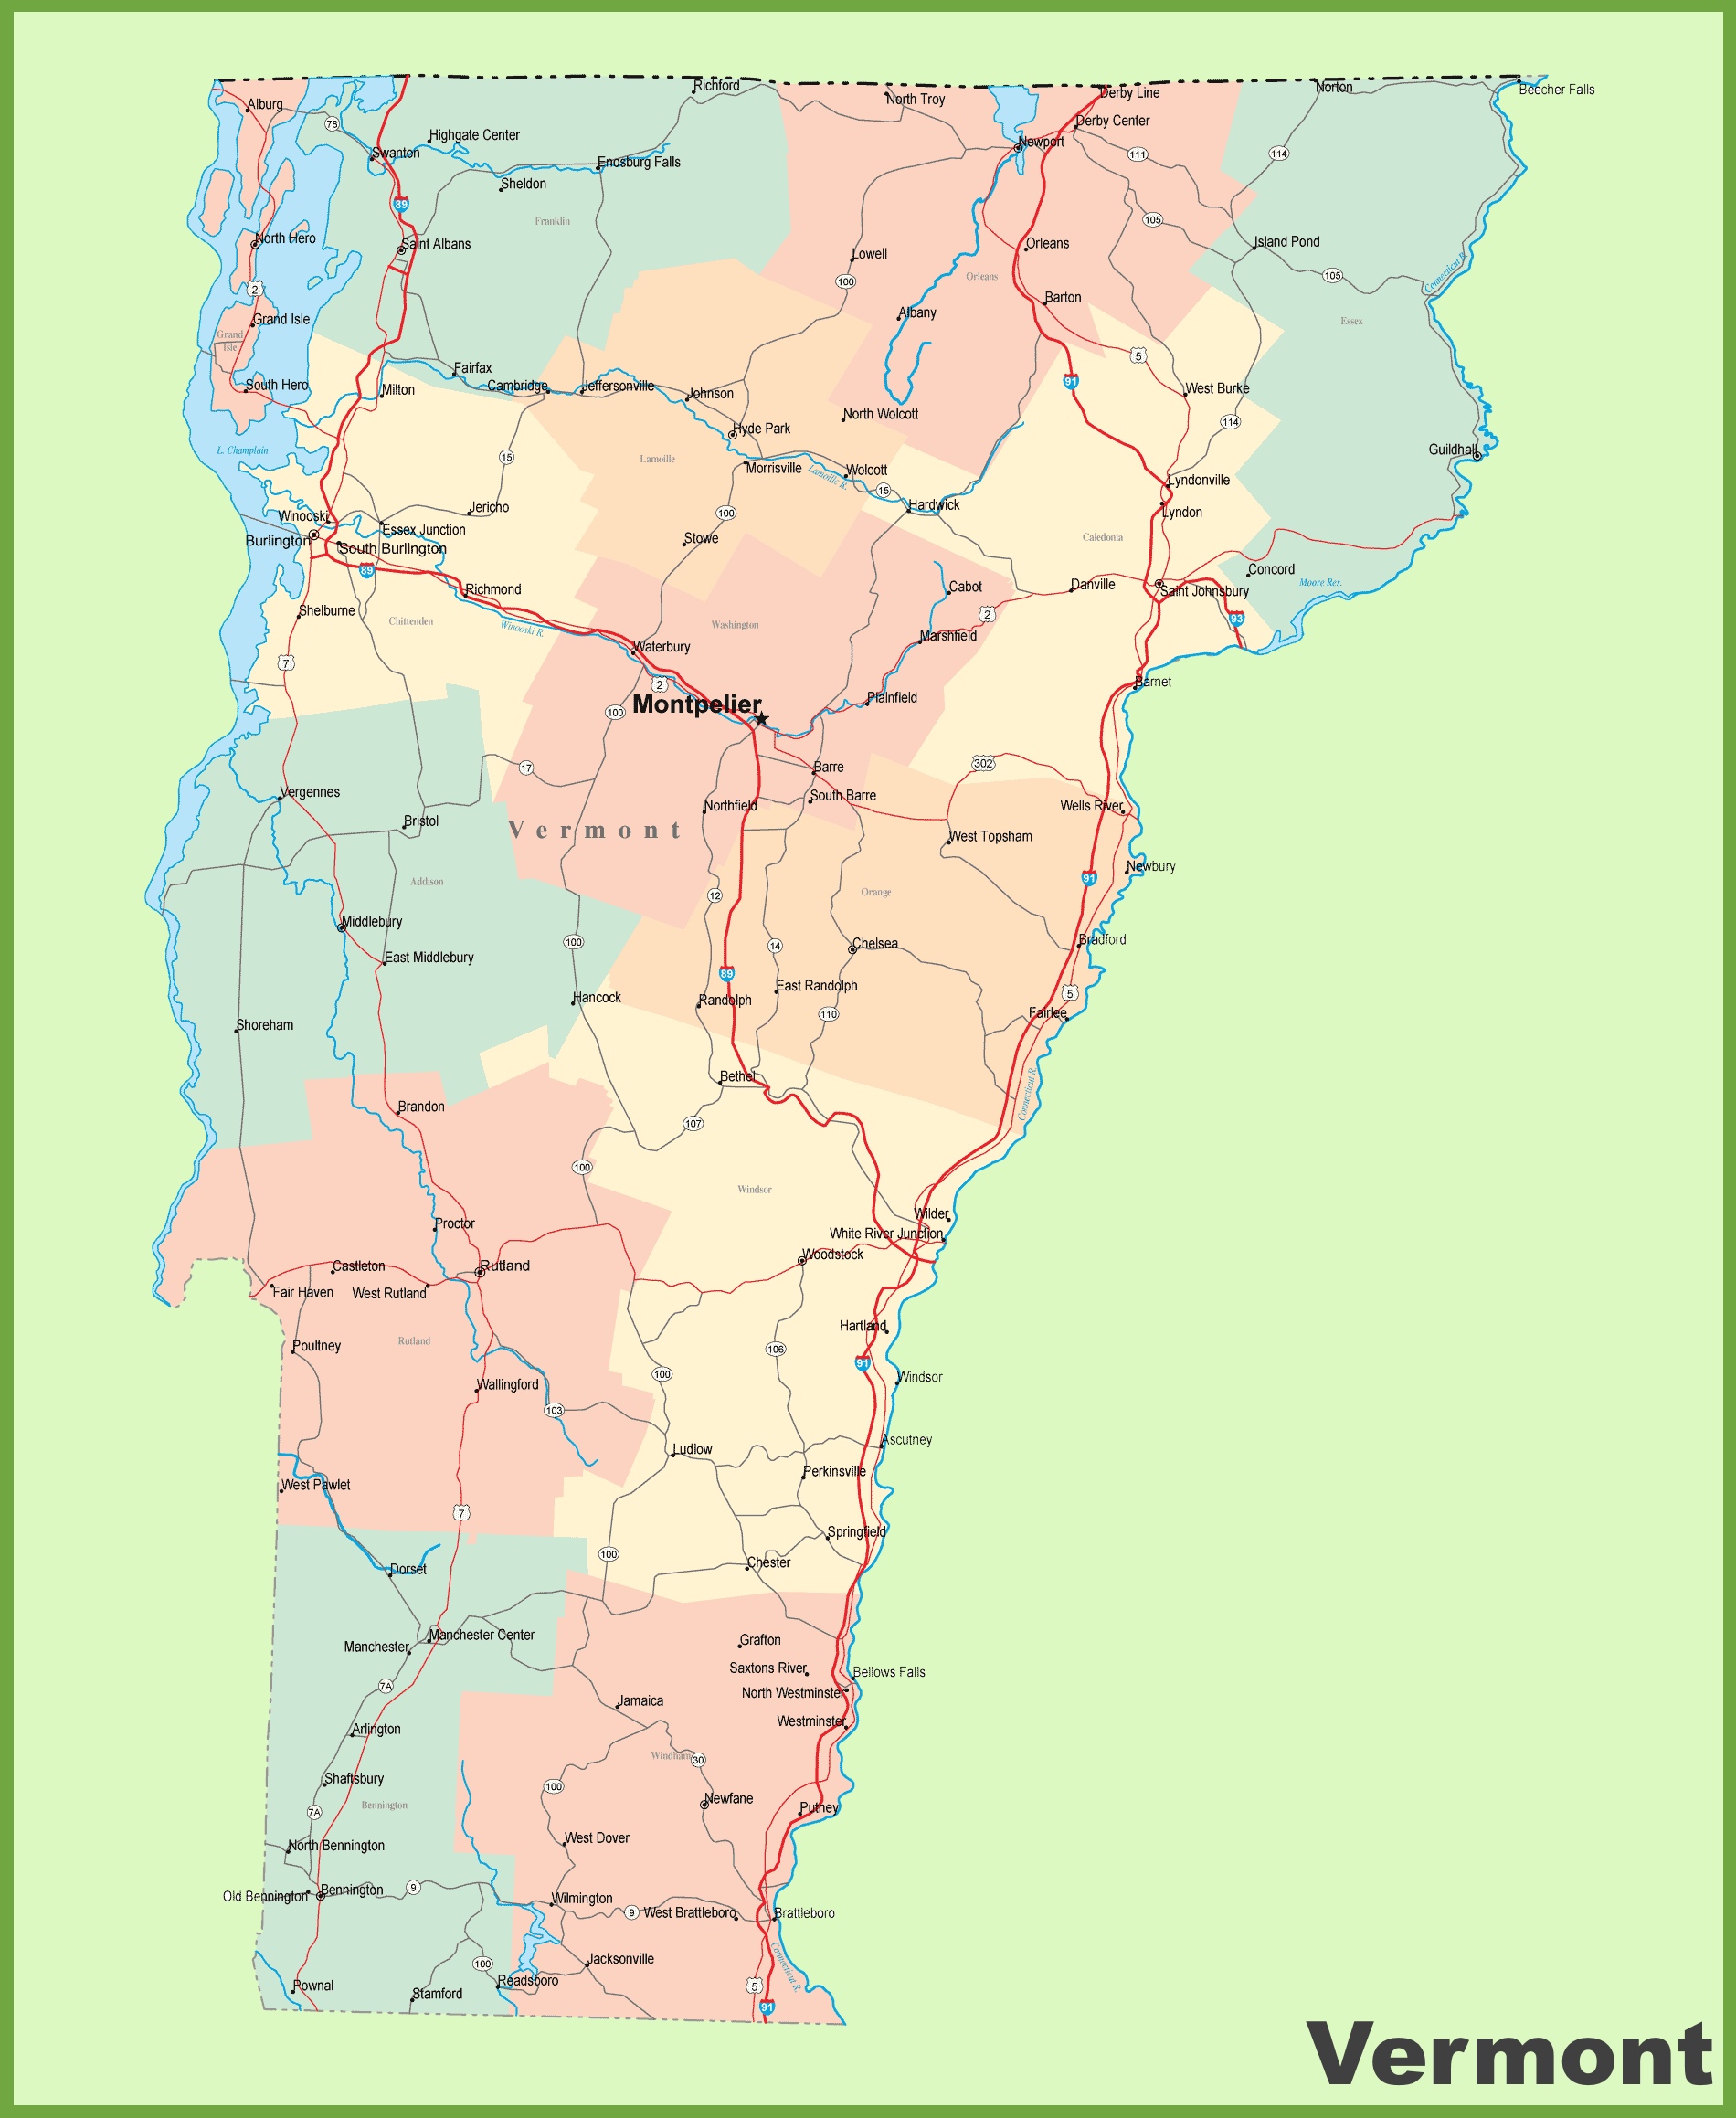 Alburg
Richford
North Troy
Derby Line
Norton
Beecher Falls
78
Highgate Center
Derby Center
Swanton
Newport
111
114
Enosburg Falls
Sheldon
89
Franklin
105
North Hero
Saint Albans
Orleans
Island Pond
Lowell
Connecticut R.
Orleans
105
100
2
Barton
Albany
Grand Isle
Essex
Grand
Isle
5
Fairfax
91
South Hero
Milton
Cambridge
Jeffersonville
Johnson
West Burke
North Wolcott
114
Hyde Park
L. Champlain
Guildhall
15
Lamoille
Morrisville
Wolcott
Lamoille R.
Lyndonville
15
Jericho
Hardwick
Lyndon
100
Winooski
Essex Junction
Burlington
South Burlington
Stowe
Caledonia
89
Concord
Richmond
Cabot
Danville
Saint Johnsbury
Moore Res.
Shelburne
2
93
Chittenden
Winooski R.
Washington
Marshfield
Waterbury
7
2
Barnet
Plainfield
Montpelier
100
302
17
Barre
Vergennes
South Barre
Northfield
Wells River
Bristol
Vermont
West Topsham
Newbury
91
Addison
12
Orange
Middlebury
100
14
Chelsea
Bradford
East Middlebury
89
East Randolph
5
Hancock
Randolph
110
Fairlee
Shoreham
Bethel
Connecticut R.
Brandon
107
100
Windsor
Proctor
Wilder
White River Junction
Woodstock
Castleton
Rutland
Fair Haven
West Rutland
Hartland
Poultney
Rutland
106
91
100
Windsor
Wallingford
103
Ascutney
Ludlow
Perkinsville
West Pawlet
7
Springfield
100
Chester
Dorset
Manchester Center
Manchester
Grafton
Saxtons River
Bellows Falls
7A
North Westminster
Jamaica
Westminster
Arlington
Windham
30
Shaftsbury
100
Bennington
Newfane
7A
Putney
West Dover
North Bennington
Old Bennington
Bennington
9
Wilmington
9
West Brattleboro
Brattleboro
Jacksonville
100
Connecticut R.
Pownal
Readsboro
5
Stamford
91
Vermont